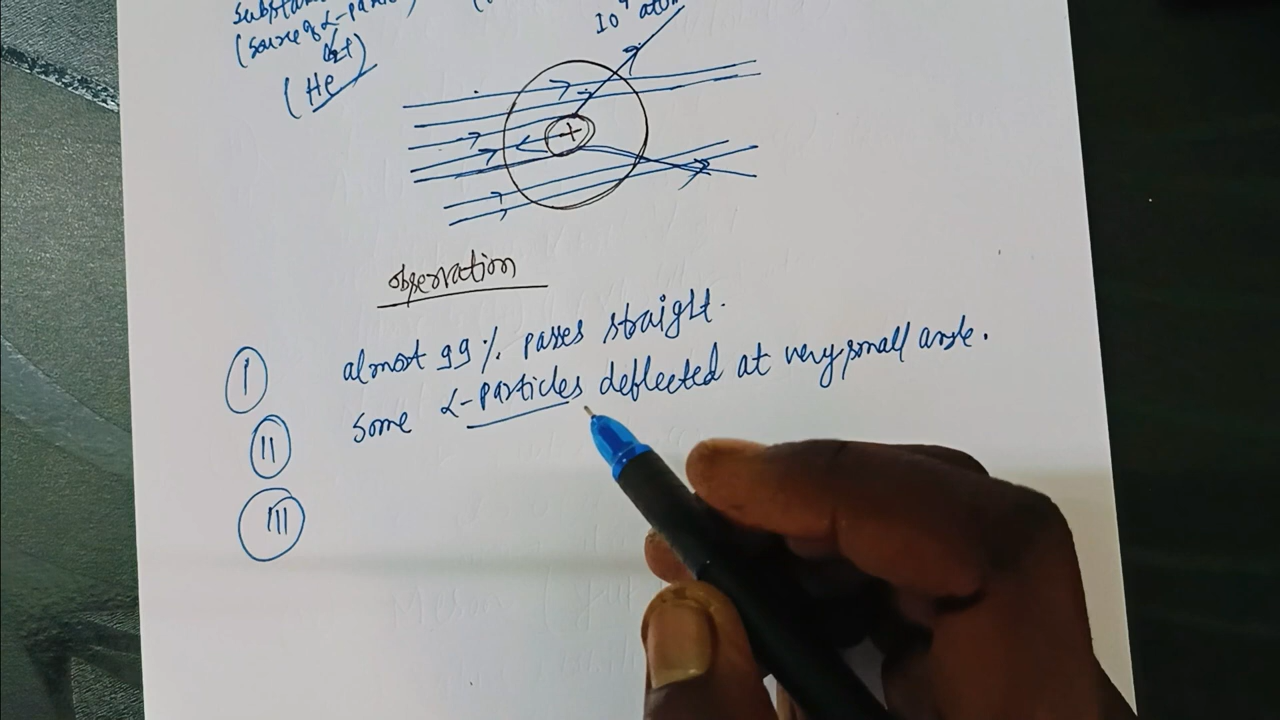 (source of α-particle)
10⁴ atom
(He²⁺)
+
observation
I almost 99% passes straight.
II some α-particles deflected at very small angle.
III